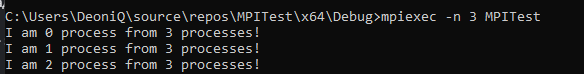 C:\Users\DeoniQ\source\repos\MPITest\x64\Debug>mpiexec -n 3 MPITest
I am 0 process from 3 processes!
I am 1 process from 3 processes!
I am 2 process from 3 processes!